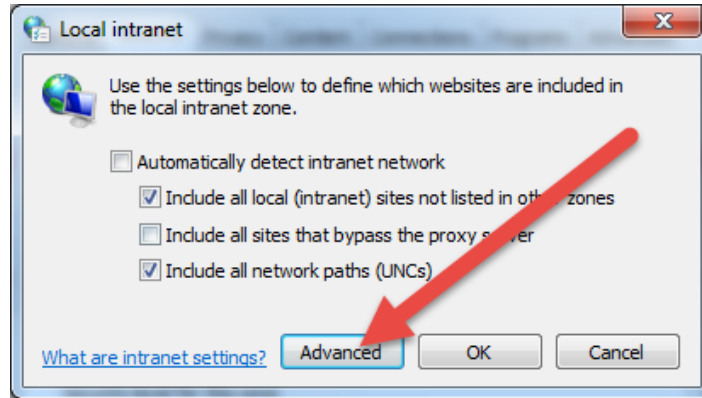 Local intranet
Use the settings below to define which websites are included in
the local intranet zone.
Automatically detect intranet network
Include all local (intranet) sites not listed in other zones
Include all sites that bypass the proxy server
Include all network paths (UNCs)
What are intranet settings? Advanced OK Cancel